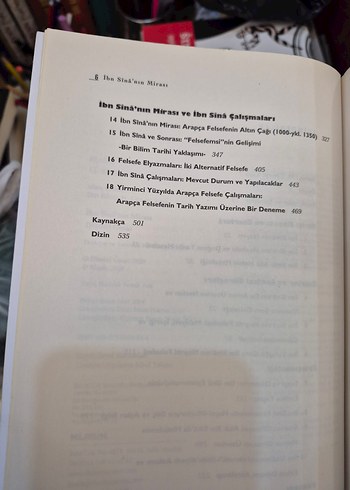 6 İbn Sînâ'nın Mirası
İbn Sînâ'nın Mirası ve İbn Sînâ Çalışmaları
14 İbn Sînâ'nın Mirası: Arapça Felsefenin Altın Çağı (1000-ykl. 1350) 327
15 İbn Sînâ ve Sonrası: "Felsefemsi"nin Gelişimi
-Bir Bilim Tarihi Yaklaşımı- 347
16 Felsefe Elyazmaları: İki Alternatif Felsefe 405
17 İbn Sînâ Çalışmaları: Mevcut Durum ve Yapılacaklar 443
18 Yirminci Yüzyılda Arapça Felsefe Çalışmaları:
Arapça Felsefenin Tarih Yazımı Üzerine Bir Deneme 469
Kaynakça 501
Dizin 535